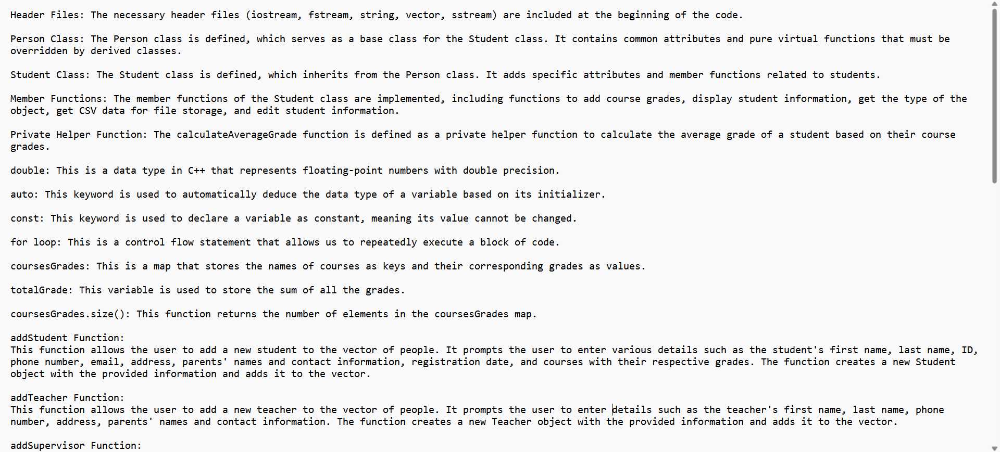 Header Files: The necessary header files (iostream, fstream, string, vector, sstream) are included at the beginning of the code.
Person Class: The Person class is defined, which serves as a base class for the Student class. It contains common attributes and pure virtual functions that must be
overridden by derived classes.
Student Class: The Student class is defined, which inherits from the Person class. It adds specific attributes and member functions related to students.
Member Functions: The member functions of the Student class are implemented, including functions to add course grades, display student information, get the type of the
object, get CSV data for file storage, and edit student information.
Private Helper Function: The calculateAverageGrade function is defined as a private helper function to calculate the average grade of a student based on their course
grades.
double: This is a data type in C++ that represents floating-point numbers with double precision.
auto: This keyword is used to automatically deduce the data type of a variable based on its initializer.
const: This keyword is used to declare a variable as constant, meaning its value cannot be changed.
for loop: This is a control flow statement that allows us to repeatedly execute a block of code.
coursesGrades: This is a map that stores the names of courses as keys and their corresponding grades as values.
totalGrade: This variable is used to store the sum of all the grades.
coursesGrades.size(): This function returns the number of elements in the coursesGrades map.
addStudent Function:
This function allows the user to add a new student to the vector of people. It prompts the user to enter various details such as the student's first name, last name, ID,
phone number, email, address, parents' names and contact information, registration date, and courses with their respective grades. The function creates a new Student
object with the provided information and adds it to the vector.
addTeacher Function:
This function allows the user to add a new teacher to the vector of people. It prompts the user to enter details such as the teacher's first name, last name, phone
number, address, parents' names and contact information. The function creates a new Teacher object with the provided information and adds it to the vector.
addSupervisor Function: